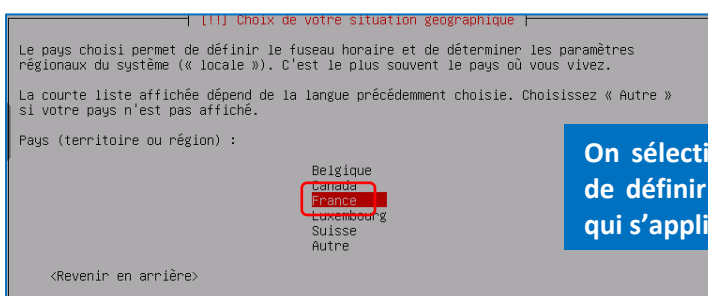 [!!] Choix de votre situation géographique
Le pays choisi permet de définir le fuseau horaire et de déterminer les paramètres
régionaux du système (« locale »). C'est le plus souvent le pays où vous vivez.
La courte liste affichée dépend de la langue précédemment choisie. Choisissez « Autre »
si votre pays n'est pas affiché.
Pays (territoire ou région) :
Belgique
Canada
France
Luxembourg
Suisse
Autre
<Revenir en arrière>
On sélecti
de définir
qui s’appli